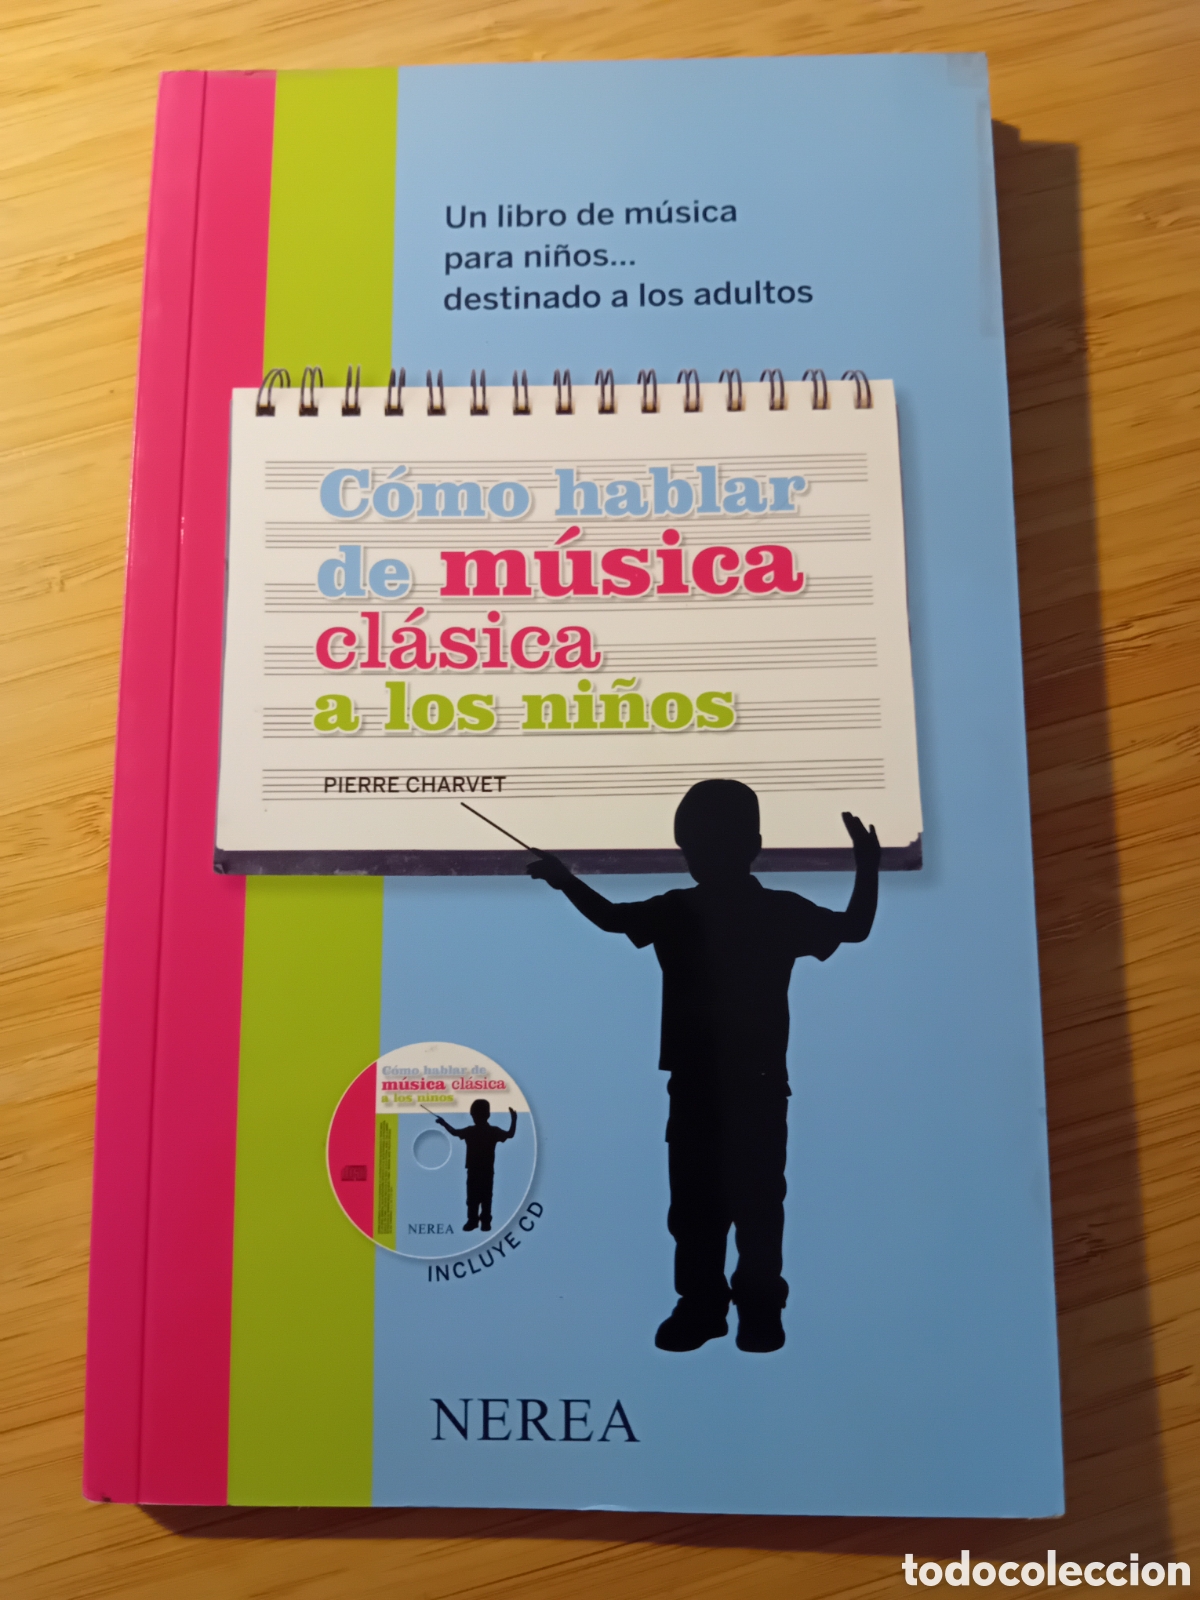 Un libro de música
para niños...
destinado a los adultos
Cómo hablar
de música
clásica
a los niños
PIERRE CHARVET
Cómo hablar de
música clásica
a los ninos
NEREA
INCLUYE CD
NEREA
todocoleccion